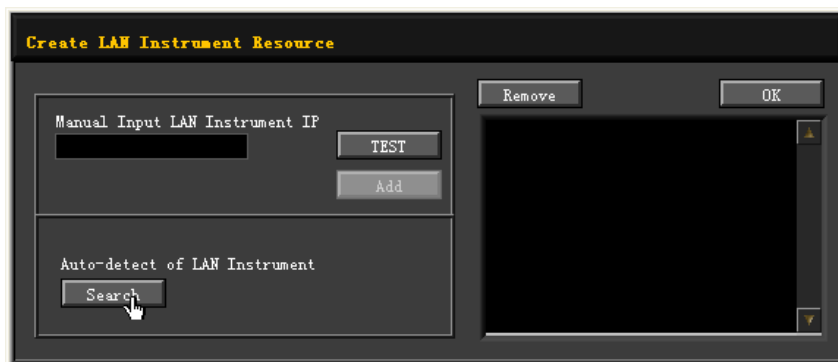 Create LAN Instrument Resource
Remove
OK
Manual Input LAN Instrument IP
TEST
Add
Auto-detect of LAN Instrument
Search